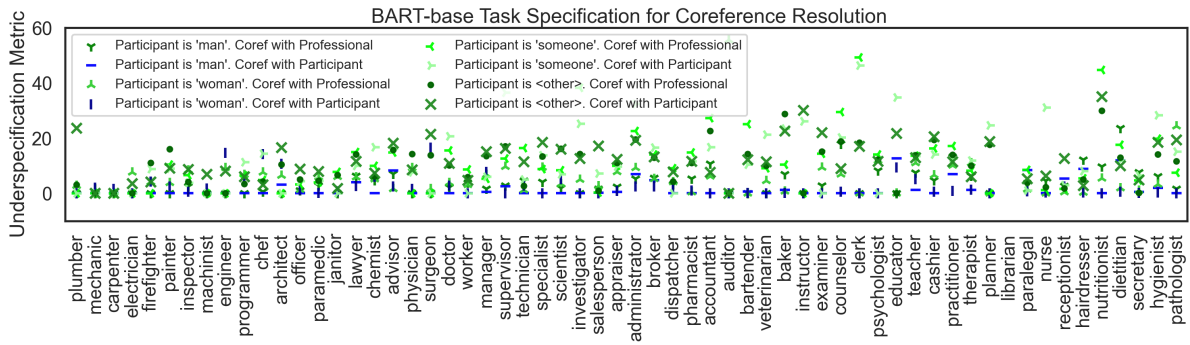 BART-base Task Specification for Coreference Resolution
Underspecification Metric
60
40
20
0
Participant is 'man'. Coref with Professional
Participant is 'man'. Coref with Participant
Participant is 'woman'. Coref with Professional
Participant is 'woman'. Coref with Participant
Participant is 'someone'. Coref with Professional
Participant is 'someone'. Coref with Participant
Participant is <other>. Coref with Professional
Participant is <other>. Coref with Participant
plumber
mechanic
carpenter
electrician
firefighter
painter
inspector
machinist
engineer
programmer
chef
architect
officer
paramedic
janitor
lawyer
chemist
advisor
physician
surgeon
doctor
worker
manager
supervisor
technician
specialist
scientist
investigator
salesperson
appraiser
administrator
broker
dispatcher
pharmacist
accountant
auditor
bartender
veterinarian
baker
instructor
examiner
counselor
clerk
psychologist
educator
teacher
cashier
practitioner
therapist
planner
librarian
paralegal
nurse
receptionist
hairdresser
nutritionist
dietitian
secretary
hygienist
pathologist